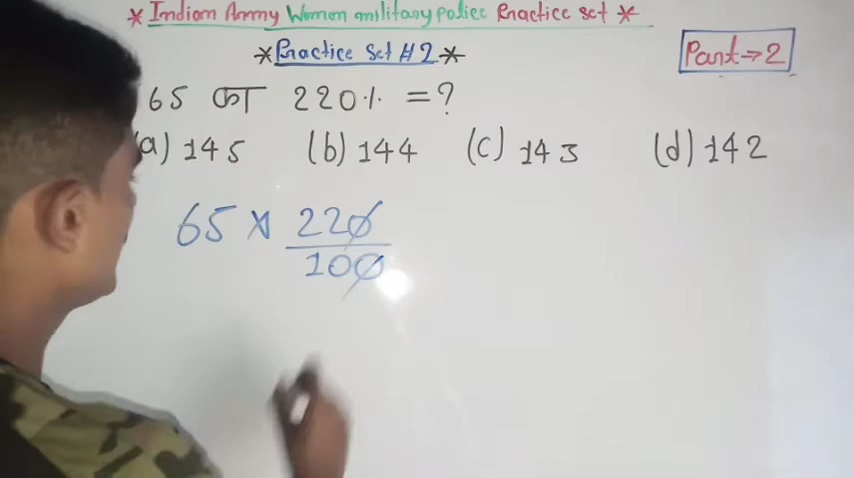 * Indian Army Women military police Practice set *
* Practice Set #2 *
Part → 2
65 का 220% = ?
(a) 145 (b) 144 (c) 143 (d) 142
65 × 220
100